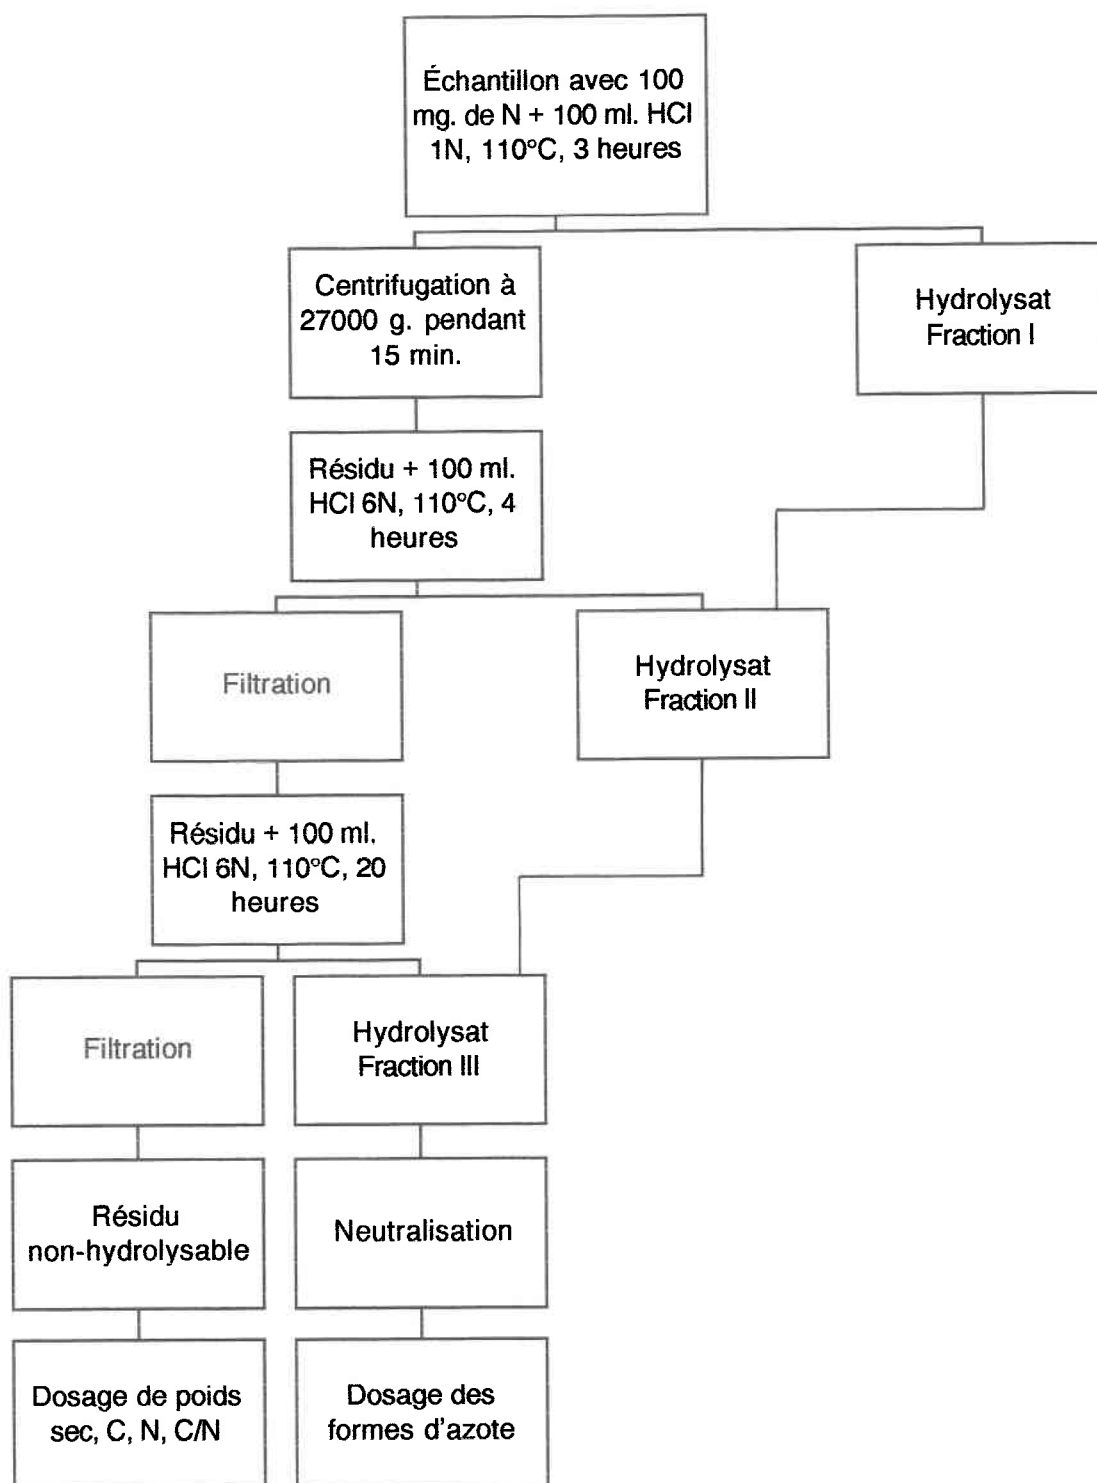 Échantillon avec 100
mg. de N + 100 ml. HCl
1N, 110°C, 3 heures
Centrifugation à
27000 g. pendant
15 min.
Hydrolysat
Fraction I
Résidu + 100 ml.
HCl 6N, 110°C, 4
heures
Filtration
Hydrolysat
Fraction II
Résidu + 100 ml.
HCl 6N, 110°C, 20
heures
Filtration
Hydrolysat
Fraction III
Résidu
non-hydrolysable
Neutralisation
Dosage de poids
sec, C, N, C/N
Dosage des
formes d'azote